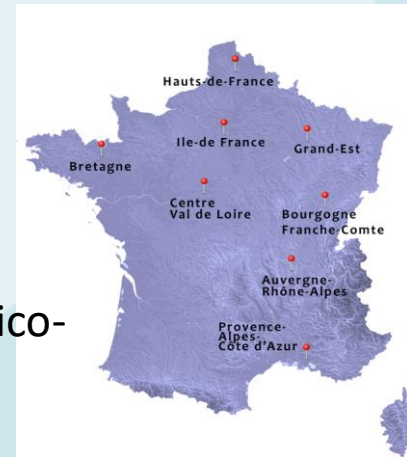 Hauts-de-France
Ile-de France
Grand-Est
Bretagne
Centre
Val de Loire
Bourgogne
Franche-Comte
Auvergne-
Rhône-Alpes
ico-
Provence-
Alpes-
Côte d'Azur